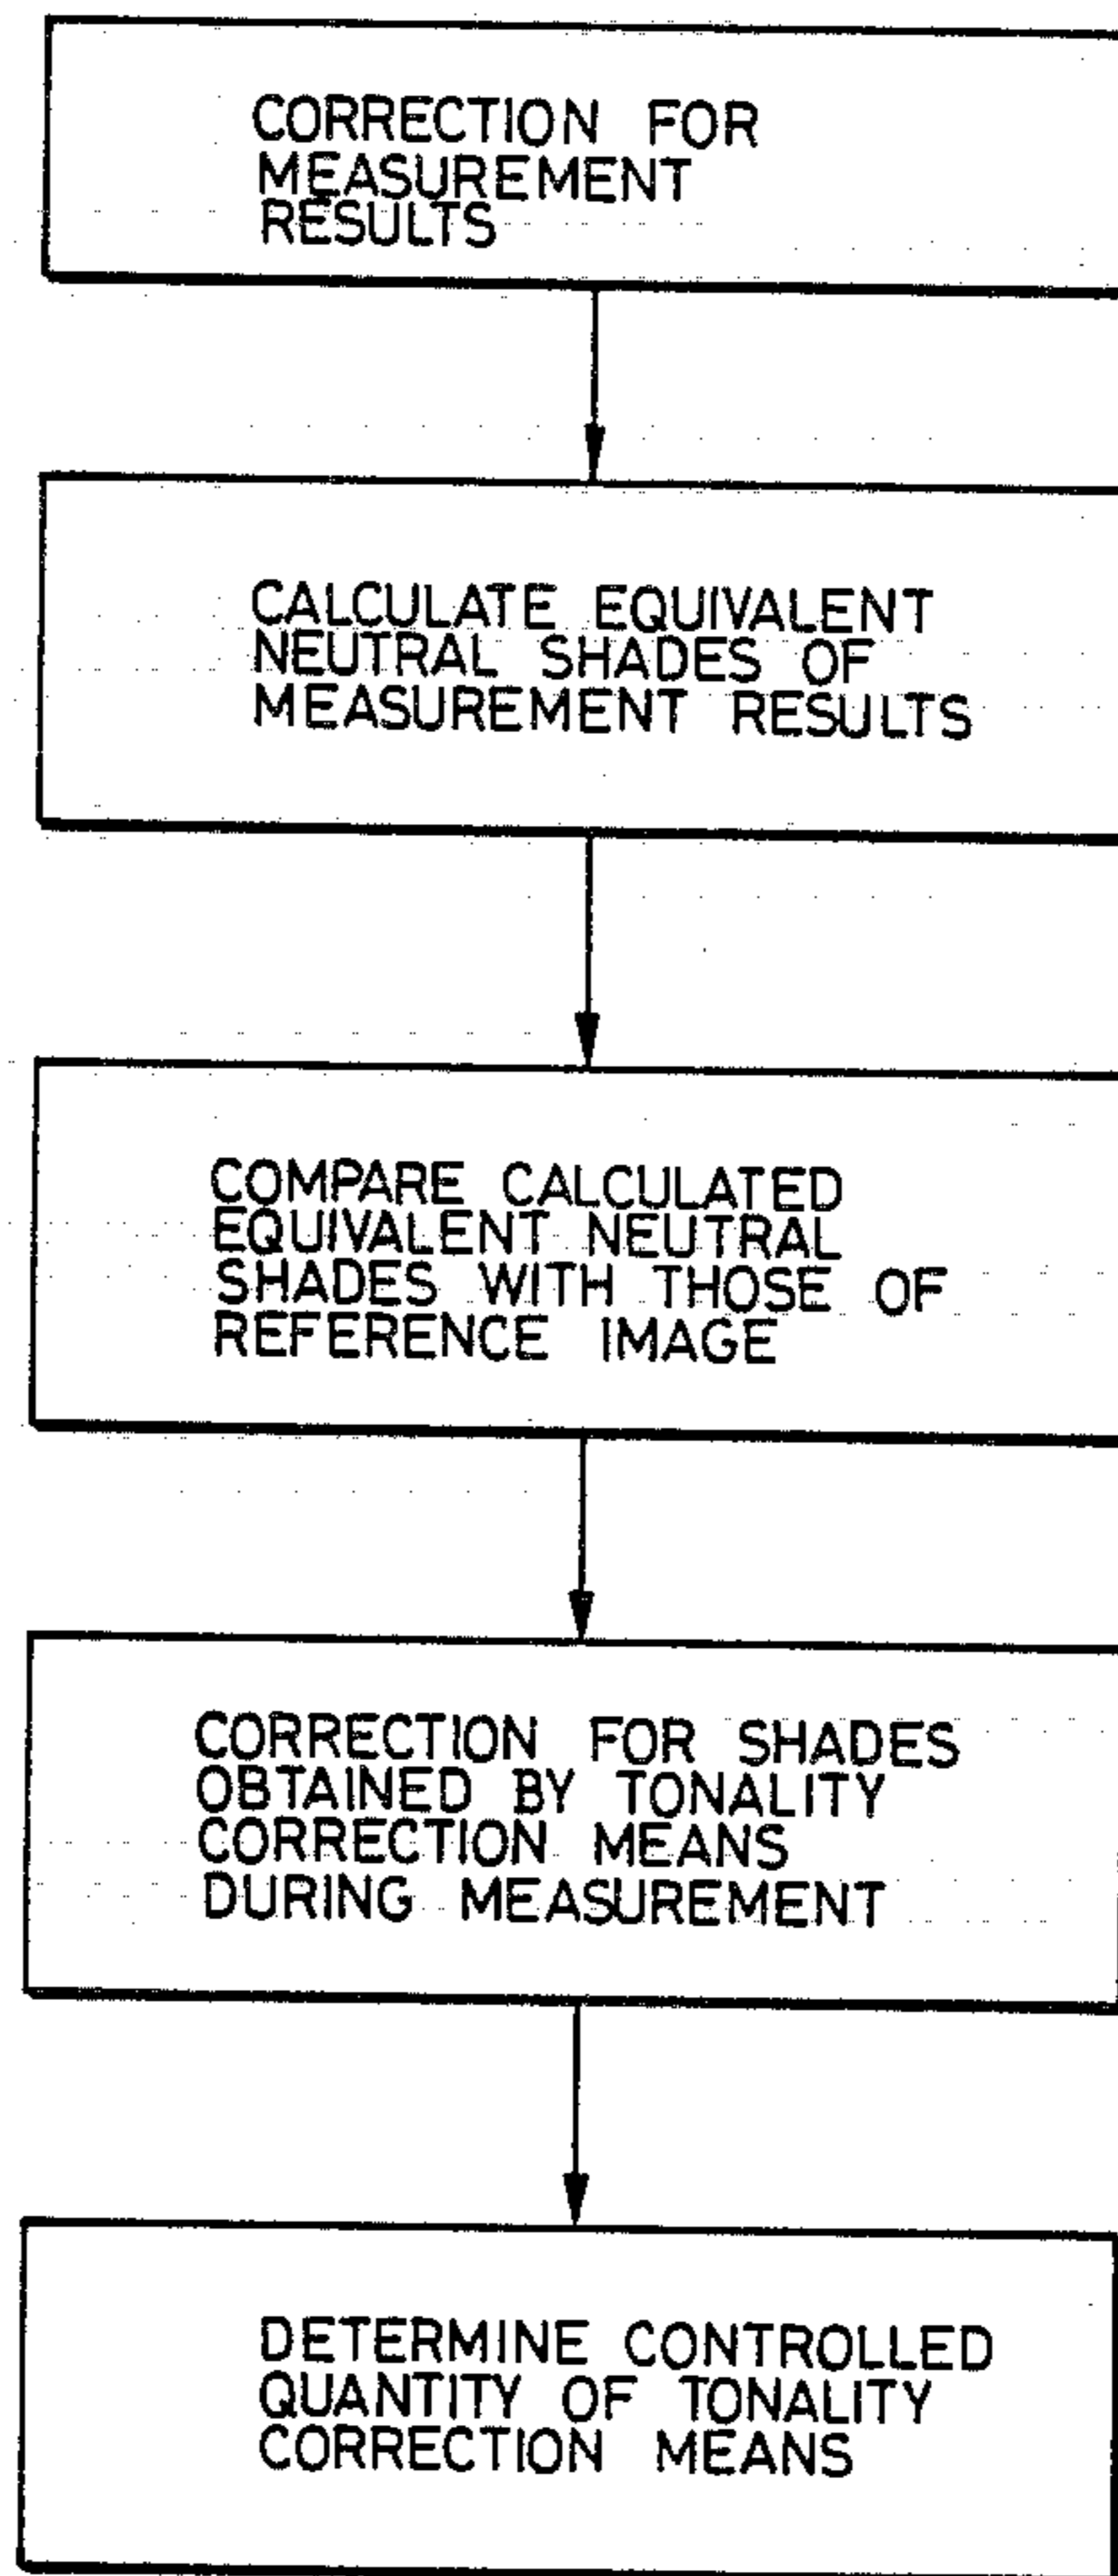 CORRECTION FOR
MEASUREMENT
RESULTS
CALCULATE EQUIVALENT
NEUTRAL SHADES OF
MEASUREMENT RESULTS
COMPARE CALCULATED
EQUIVALENT NEUTRAL
SHADES WITH THOSE OF
REFERENCE IMAGE
CORRECTION FOR SHADES
OBTAINED BY TONALITY
CORRECTION MEANS
DURING MEASUREMENT
DETERMINE CONTROLLED
QUANTITY OF TONALITY
CORRECTION MEANS